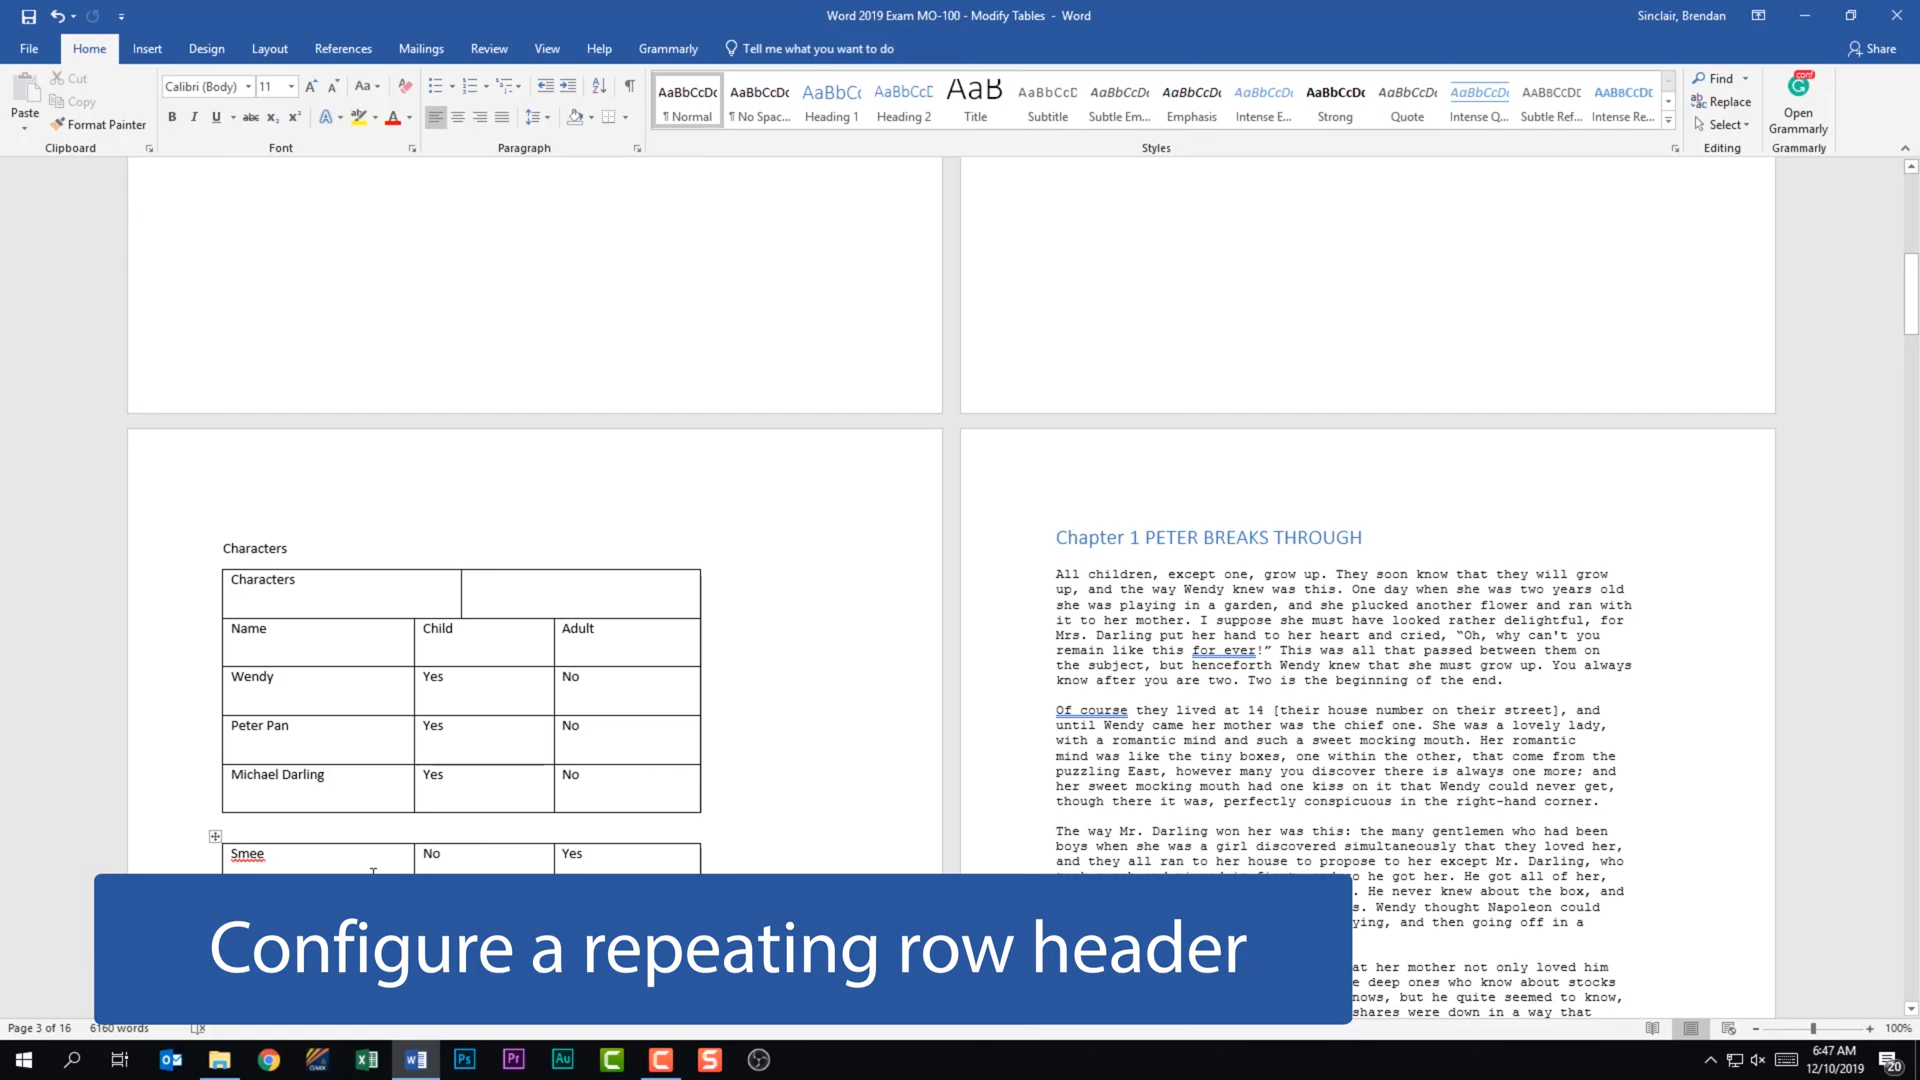 Word 2019 Exam MO-100 - Modify Tables - Word
Sinclair, Brendan
File Home Insert Design Layout References Mailings Review View Help Grammarly Tell me what you want to do Share
Paste
Cut
Copy
Format Painter
Clipboard
Calibri (Body) 11
Font
Paragraph
AaBbCcDc ¶ Normal
AaBbCcDc ¶ No Spac...
AaBbCc Heading 1
AaBbCcD Heading 2
AaB Title
AaBbCcD Subtitle
AaBbCcDc Subtle Em...
AaBbCcDc Emphasis
AaBbCcDc Intense E...
AaBbCcDc Strong
AaBbCcDc Quote
AaBbCcDc Intense Q...
AABBCCDC Subtle Ref...
AABBCCDC Intense Re...
Styles
Find
Replace
Select
Editing
conf
Open
Grammarly
Grammarly
Characters
Characters
Name Child Adult
Wendy Yes No
Peter Pan Yes No
Michael Darling Yes No
Smee No Yes
Chapter 1 PETER BREAKS THROUGH
All children, except one, grow up. They soon know that they will grow
up, and the way Wendy knew was this. One day when she was two years old
she was playing in a garden, and she plucked another flower and ran with
it to her mother. I suppose she must have looked rather delightful, for
Mrs. Darling put her hand to her heart and cried, “Oh, why can't you
remain like this for ever!” This was all that passed between them on
the subject, but henceforth Wendy knew that she must grow up. You always
know after you are two. Two is the beginning of the end.
Of course they lived at 14 [their house number on their street], and
until Wendy came her mother was the chief one. She was a lovely lady,
with a romantic mind and such a sweet mocking mouth. Her romantic
mind was like the tiny boxes, one within the other, that come from the
puzzling East, however many you discover there is always one more; and
her sweet mocking mouth had one kiss on it that Wendy could never get,
though there it was, perfectly conspicuous in the right-hand corner.
The way Mr. Darling won her was this: the many gentlemen who had been
boys when she was a girl discovered simultaneously that they loved her,
and they all ran to her house to propose to her except Mr. Darling, who
o he got her. He got all of her,
. He never knew about the box, and
s. Wendy thought Napoleon could
ying, and then going off in a
at her mother not only loved him
e deep ones who know about stocks
nows, but he quite seemed to know,
shares were down in a way that
Configure a repeating row header
Page 3 of 16 6160 words
100%
6:47 AM
12/10/2019
20